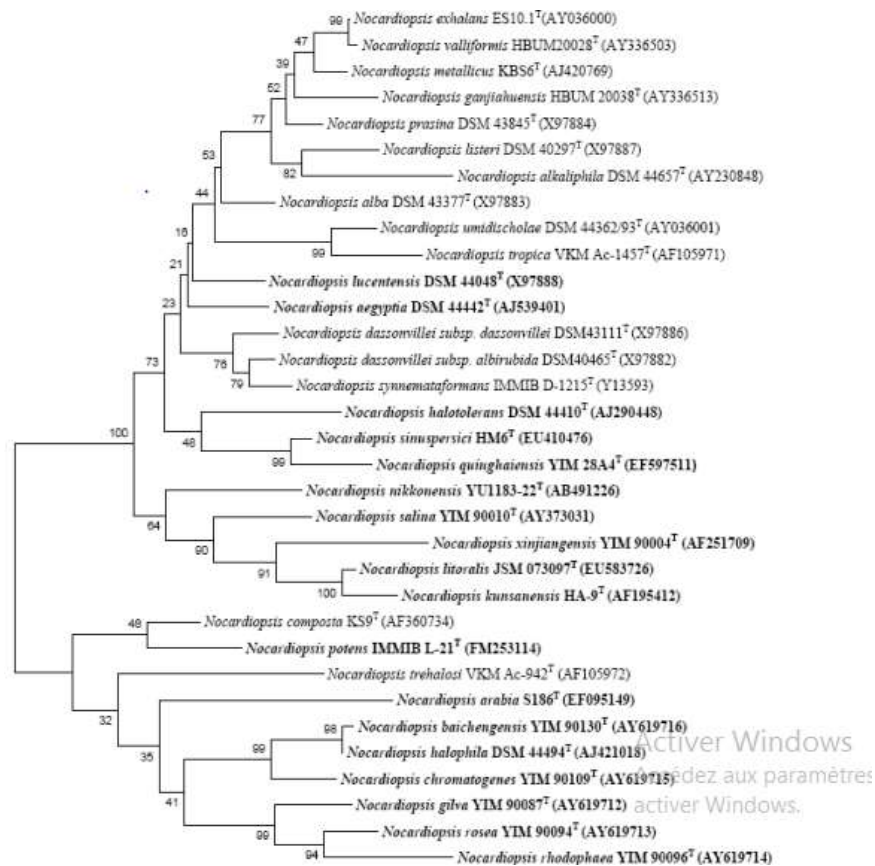 99 Nocardiopsis exhalans ES10.1ᵀ(AY036000)
Nocardiopsis valliformis HBUM20028ᵀ(AY336503)
47
Nocardiopsis metallicus KBS6ᵀ(AJ420769)
39
Nocardiopsis ganjiahuensis HBUM 20038ᵀ(AY336513)
52
Nocardiopsis prasina DSM 43845ᵀ(X97884)
77
Nocardiopsis listeri DSM 40297ᵀ(X97887)
82
Nocardiopsis alkaliphila DSM 44657ᵀ(AY230848)
53
Nocardiopsis alba DSM 43377ᵀ(X97883)
44
Nocardiopsis umidischolae DSM 44362/93ᵀ(AY036001)
99
Nocardiopsis tropica VKM Ac-1457ᵀ(AF105971)
16
Nocardiopsis lucentensis DSM 44048ᵀ(X97888)
21
Nocardiopsis aegyptia DSM 44442ᵀ(AJ539401)
23
Nocardiopsis dassonvillei subsp. dassonvillei DSM43111ᵀ(X97886)
76
Nocardiopsis dassonvillei subsp. albirubida DSM40465ᵀ(X97882)
79
Nocardiopsis synnemataformans IMMIB D-1215ᵀ(Y13593)
73
Nocardiopsis halotolerans DSM 44410ᵀ(AJ290448)
48
Nocardiopsis sinuspersici HM6ᵀ(EU410476)
99
Nocardiopsis quinghaiensis YIM 28A4ᵀ(EF597511)
100
Nocardiopsis nikkonensis YU1183-22ᵀ(AB491226)
64
Nocardiopsis salina YIM 90010ᵀ(AY373031)
90
Nocardiopsis xinjiangensis YIM 90004ᵀ(AF251709)
91
Nocardiopsis litoralis JSM 073097ᵀ(EU583726)
100
Nocardiopsis kunsanensis HA-9ᵀ(AF195412)
48
Nocardiopsis composta KS9ᵀ(AF360734)
Nocardiopsis potens IMMIB L-21ᵀ(FM253114)
Nocardiopsis trehalosi VKM Ac-942ᵀ(AF105972)
32
Nocardiopsis arabia S186ᵀ(EF095149)
35
98 Nocardiopsis baichengensis YIM 90130ᵀ(AY619716)
99
Nocardiopsis halophila DSM 44494ᵀ(AJ421018)
Nocardiopsis chromatogenes YIM 90109ᵀ(AY619715)
41
Nocardiopsis gilva YIM 90087ᵀ(AY619712)
99
Nocardiopsis rosea YIM 90094ᵀ(AY619713)
94
Nocardiopsis rhodophaea YIM 90096ᵀ(AY619714)
Activer Windows
Accédez aux paramètres
activer Windows.